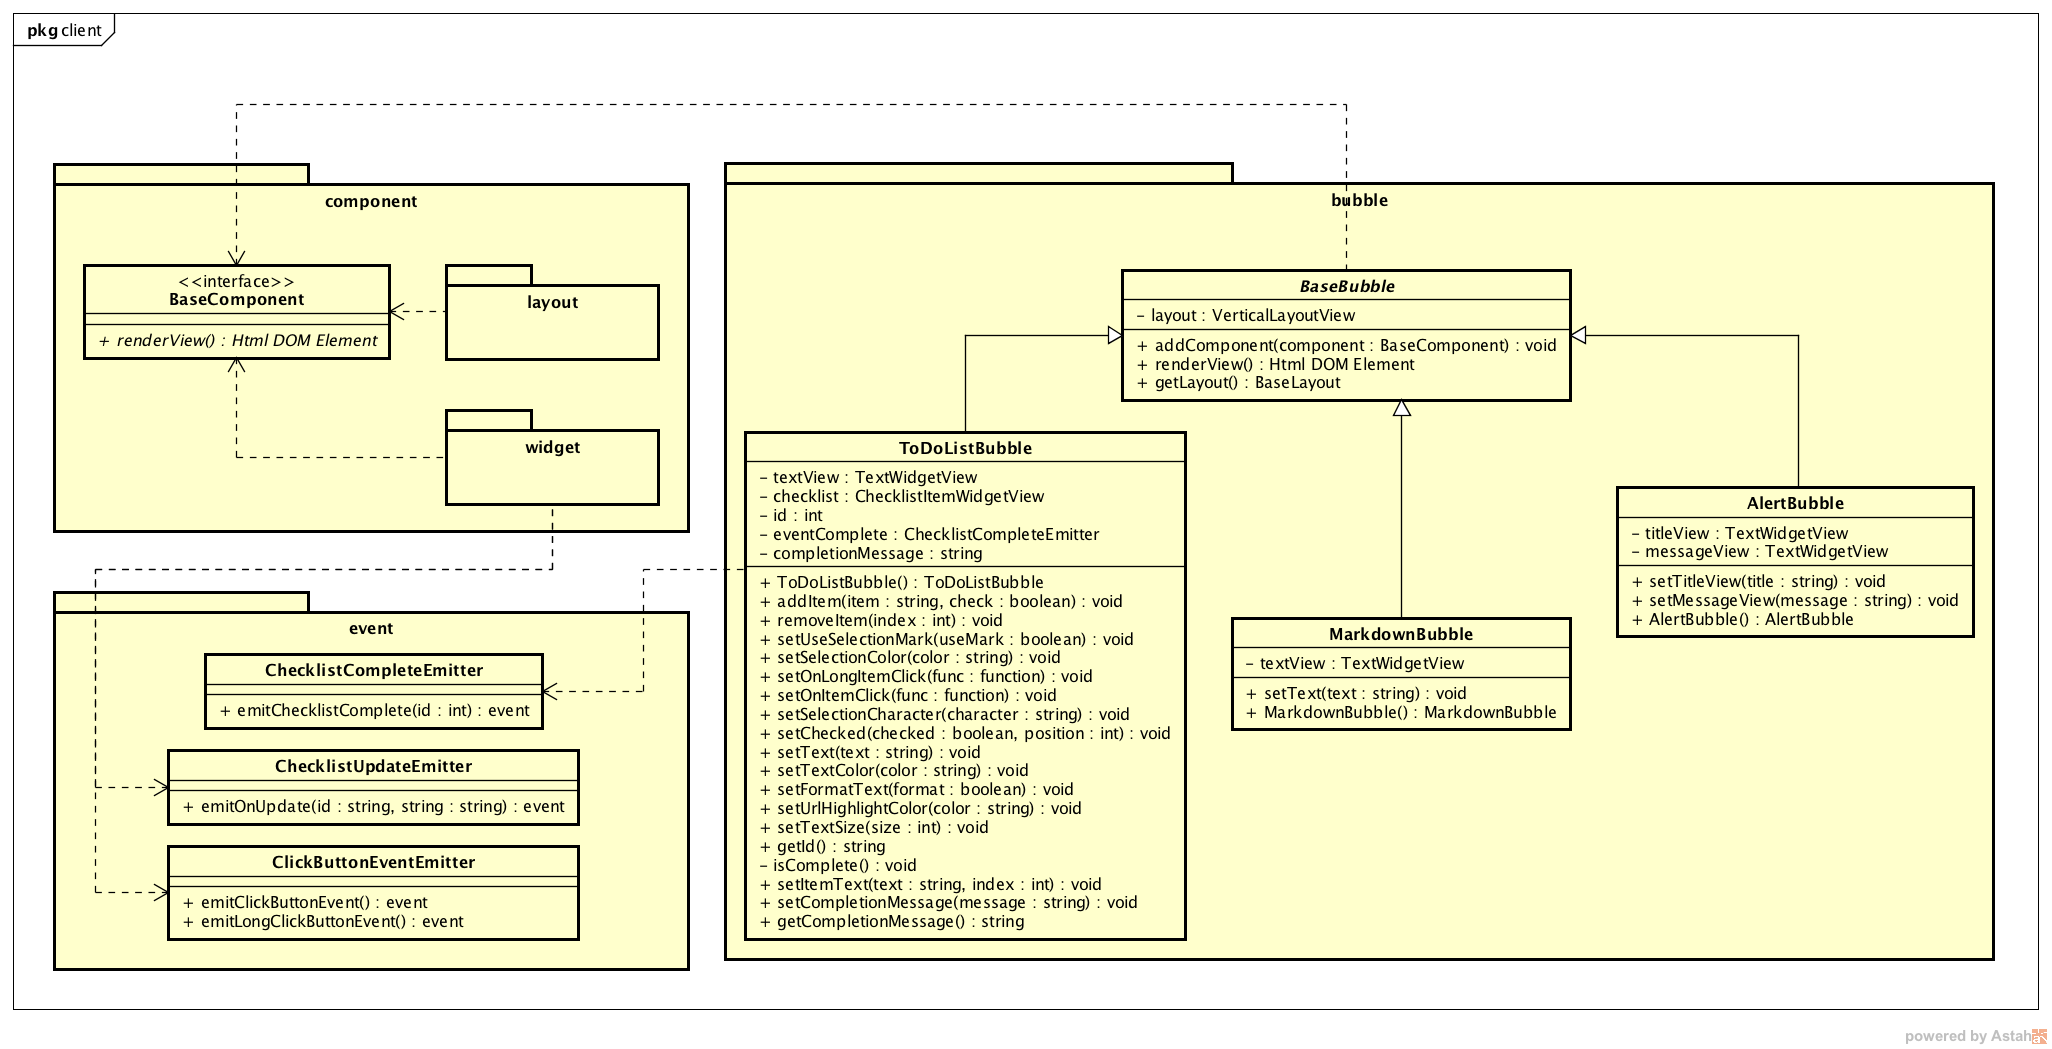 pkg client
component
<<interface>>
BaseComponent
+ renderView() : Html DOM Element
layout
widget
event
ChecklistCompleteEmitter
+ emitChecklistComplete(id : int) : event
ChecklistUpdateEmitter
+ emitOnUpdate(id : string, string : string) : event
ClickButtonEventEmitter
+ emitClickButtonEvent() : event
+ emitLongClickButtonEvent() : event
bubble
BaseBubble
- layout : VerticalLayoutView
+ addComponent(component : BaseComponent) : void
+ renderView() : Html DOM Element
+ getLayout() : BaseLayout
ToDoListBubble
- textView : TextWidgetView
- checklist : ChecklistItemWidgetView
- id : int
- eventComplete : ChecklistCompleteEmitter
- completionMessage : string
+ ToDoListBubble() : ToDoListBubble
+ addItem(item : string, check : boolean) : void
+ removeItem(index : int) : void
+ setUseSelectionMark(useMark : boolean) : void
+ setSelectionColor(color : string) : void
+ setOnLongItemClick(func : function) : void
+ setOnItemClick(func : function) : void
+ setSelectionCharacter(character : string) : void
+ setChecked(checked : boolean, position : int) : void
+ setText(text : string) : void
+ setTextColor(color : string) : void
+ setFormatText(format : boolean) : void
+ setUrlHighlightColor(color : string) : void
+ setTextSize(size : int) : void
+ getId() : string
- isComplete() : void
+ setItemText(text : string, index : int) : void
+ setCompletionMessage(message : string) : void
+ getCompletionMessage() : string
MarkdownBubble
- textView : TextWidgetView
+ setText(text : string) : void
+ MarkdownBubble() : MarkdownBubble
AlertBubble
- titleView : TextWidgetView
- messageView : TextWidgetView
+ setTitleView(title : string) : void
+ setMessageView(message : string) : void
+ AlertBubble() : AlertBubble
powered by Astah